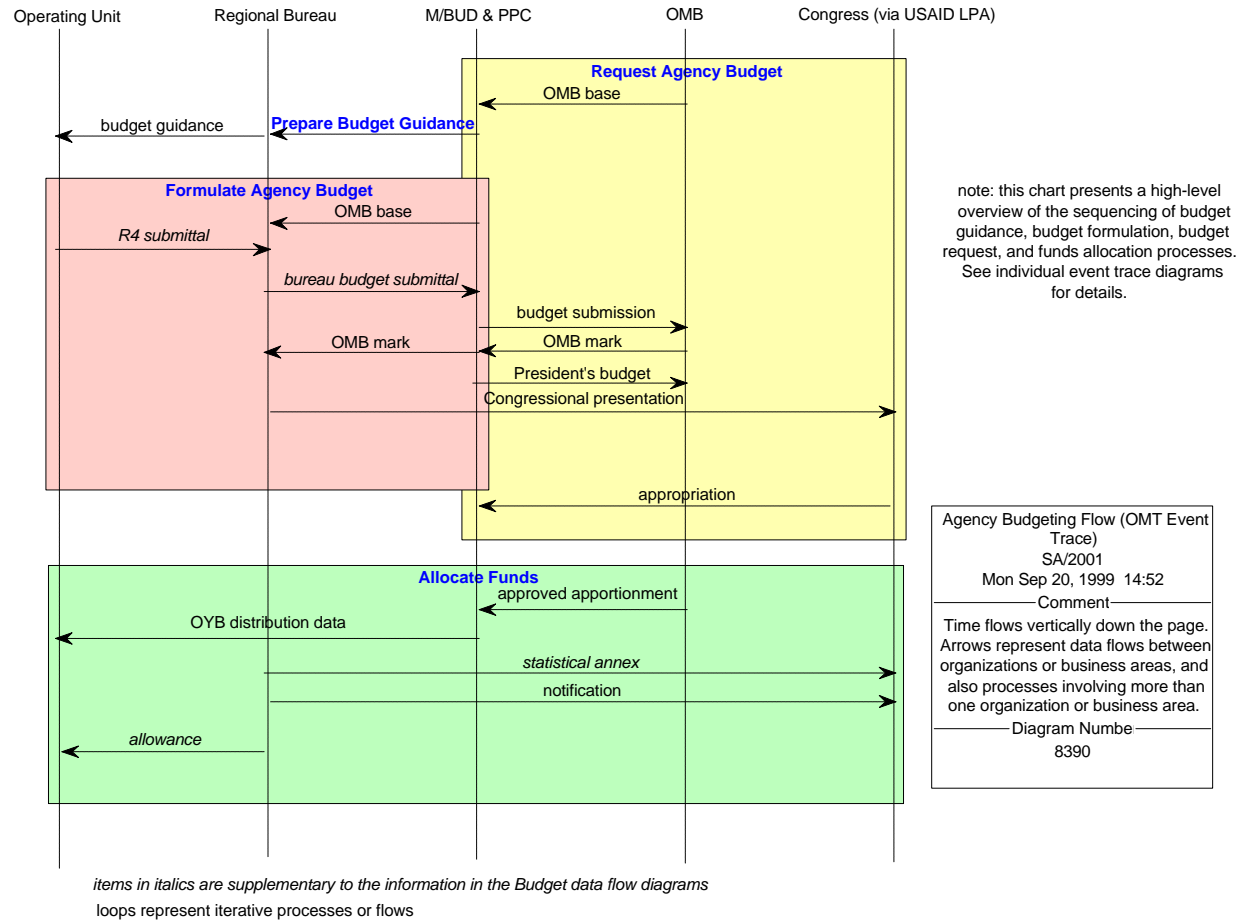 Operating Unit
Regional Bureau
M/BUD & PPC
OMB
Congress (via USAID LPA)
Request Agency Budget
OMB base
budget guidance
Prepare Budget Guidance
Formulate Agency Budget
OMB base
R4 submittal
bureau budget submittal
budget submission
OMB mark
OMB mark
President's budget
Congressional presentation
appropriation
note: this chart presents a high-level
overview of the sequencing of budget
guidance, budget formulation, budget
request, and funds allocation processes.
See individual event trace diagrams
for details.
Agency Budgeting Flow (OMT Event
Trace)
SA/2001
Mon Sep 20, 1999 14:52
Comment
Time flows vertically down the page.
Arrows represent data flows between
organizations or business areas, and
also processes involving more than
one organization or business area.
Diagram Numbe
8390
Allocate Funds
approved apportionment
OYB distribution data
statistical annex
notification
allowance
items in italics are supplementary to the information in the Budget data flow diagrams
loops represent iterative processes or flows